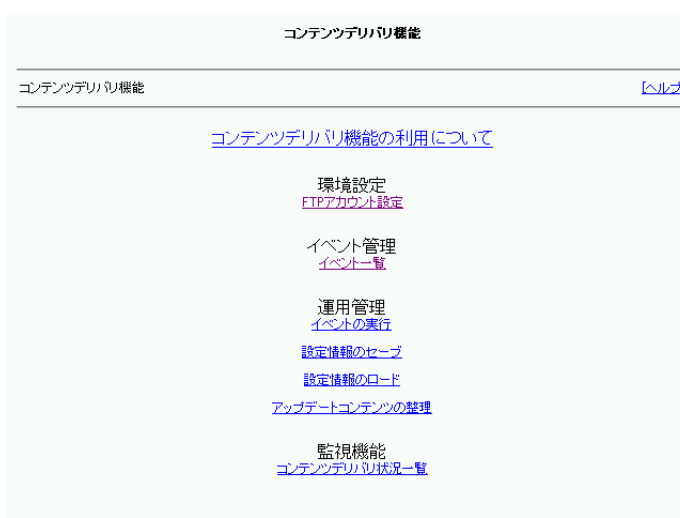 コンテンツデリバリ機能
コンテンツデリバリ機能
[ヘルプ
コンテンツデリバリ機能の利用について
環境設定
FTPアカウント設定
イベント管理
イベント一覧
運用管理
イベントの実行
設定情報のセーブ
設定情報のロード
アップデートコンテンツの整理
監視機能
コンテンツデリバリ状況一覧